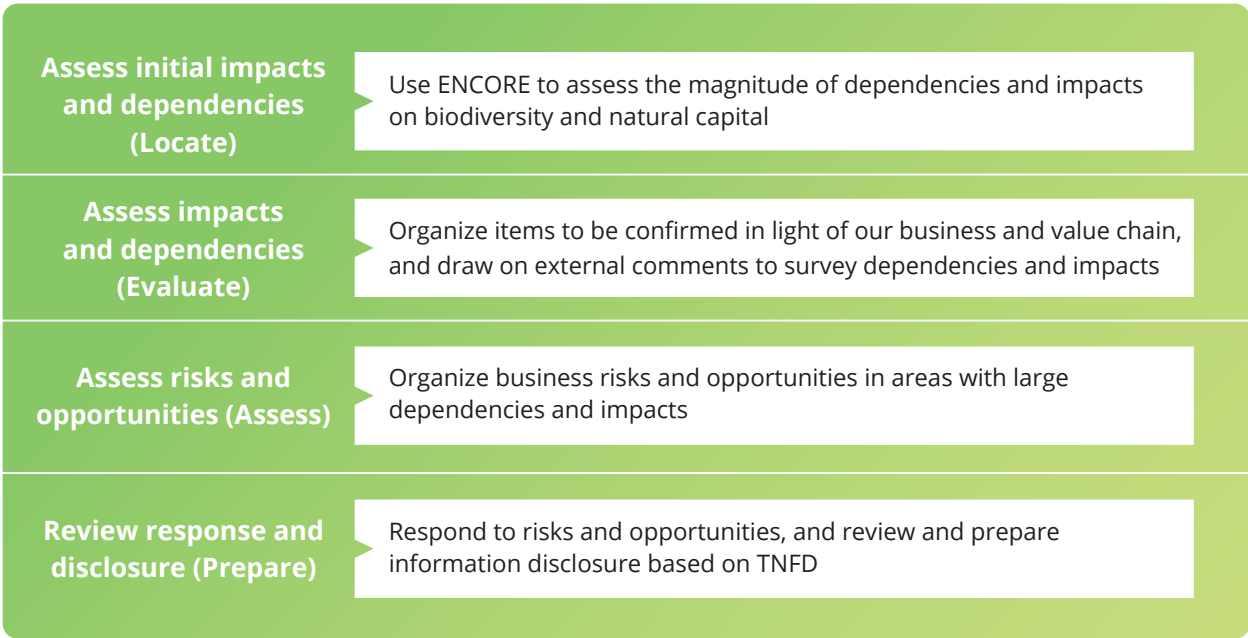 Assess initial impacts
and dependencies
(Locate)
Use ENCORE to assess the magnitude of dependencies and impacts
on biodiversity and natural capital
Assess impacts
and dependencies
(Evaluate)
Organize items to be confirmed in light of our business and value chain,
and draw on external comments to survey dependencies and impacts
Assess risks and
opportunities (Assess)
Organize business risks and opportunities in areas with large
dependencies and impacts
Review response and
disclosure (Prepare)
Respond to risks and opportunities, and review and prepare
information disclosure based on TNFD